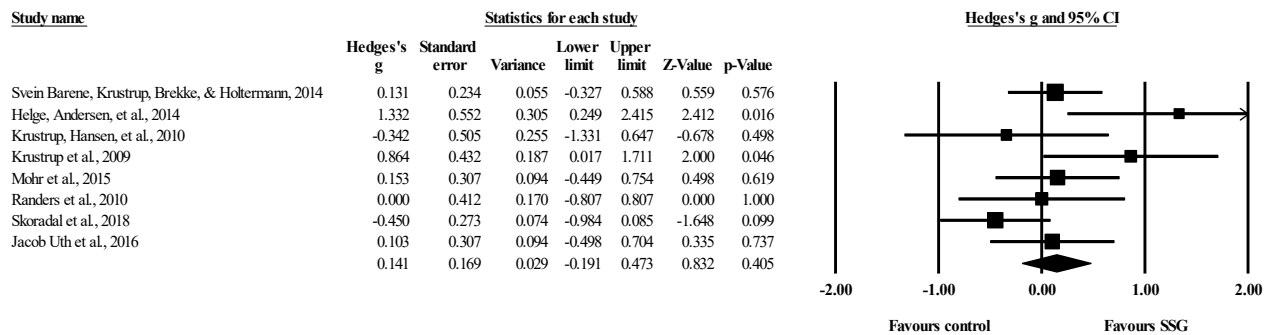 Study name Statistics for each study Hedges's g and 95% CI
Hedges's Standard Lower Upper
g error Variance limit limit Z-Value p-Value
Svein Barene, Krustrup, Brekke, & Holtermann, 2014 0.131 0.234 0.055 -0.327 0.588 0.559 0.576
Helge, Andersen, et al., 2014 1.332 0.552 0.305 0.249 2.415 2.412 0.016
Krustrup, Hansen, et al., 2010 -0.342 0.505 0.255 -1.331 0.647 -0.678 0.498
Krustrup et al., 2009 0.864 0.432 0.187 0.017 1.711 2.000 0.046
Mohr et al., 2015 0.153 0.307 0.094 -0.449 0.754 0.498 0.619
Randers et al., 2010 0.000 0.412 0.170 -0.807 0.807 0.000 1.000
Skoradal et al., 2018 -0.450 0.273 0.074 -0.984 0.085 -1.648 0.099
Jacob Uth et al., 2016 0.103 0.307 0.094 -0.498 0.704 0.335 0.737
0.141 0.169 0.029 -0.191 0.473 0.832 0.405
-2.00 -1.00 0.00 1.00 2.00
Favours control Favours SSG